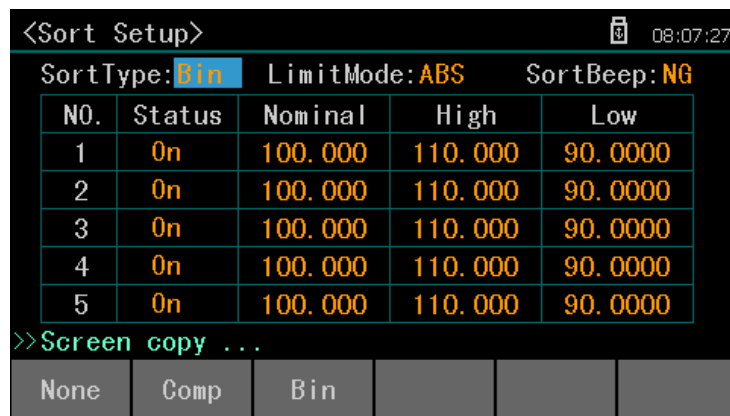 <Sort Setup> 08:07:27
SortType:Bin LimitMode:ABS SortBeep:NG
NO. Status Nominal High Low
1 On 100.000 110.000 90.0000
2 On 100.000 110.000 90.0000
3 On 100.000 110.000 90.0000
4 On 100.000 110.000 90.0000
5 On 100.000 110.000 90.0000
>>Screen copy ...
None Comp Bin